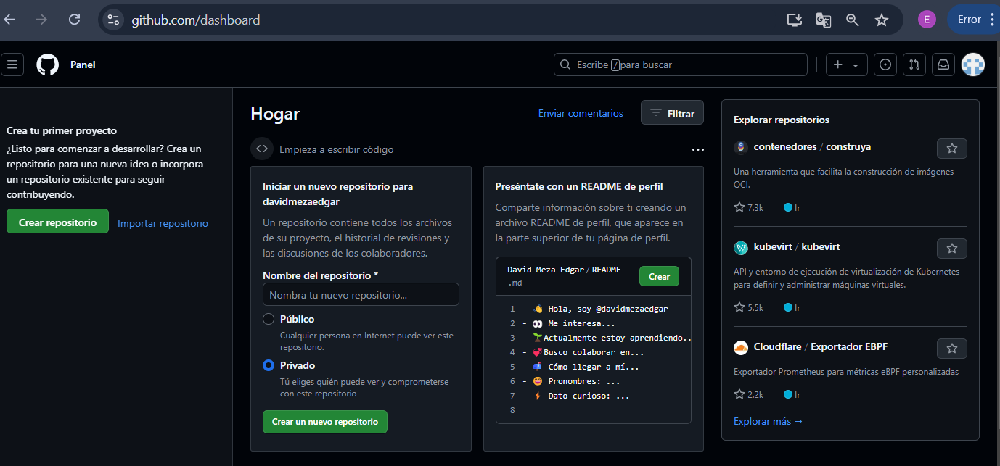 github.com/dashboard
E
Error
Panel
Escribe / para buscar
Crea tu primer proyecto
¿Listo para comenzar a desarrollar? Crea un
repositorio para una nueva idea o incorpora
un repositorio existente para seguir
contribuyendo.
Crear repositorio
Importar repositorio
Hogar
Enviar comentarios
Filtrar
Empieza a escribir código
Iniciar un nuevo repositorio para
davidmezaedgar
Un repositorio contiene todos los archivos
de su proyecto, el historial de revisiones y
las discusiones de los colaboradores.
Nombre del repositorio *
Nombra tu nuevo repositorio...
Público
Cualquier persona en Internet puede ver este
repositorio.
Privado
Tú eliges quién puede ver y comprometerse
con este repositorio
Crear un nuevo repositorio
Preséntate con un README de perfil
Comparte información sobre ti creando un
archivo README de perfil, que aparece en
la parte superior de tu página de perfil.
David Meza Edgar/README
.md
Crear
1 - 👋 Hola, soy @davidmezaedgar
2 - 👀 Me interesa...
3 - 🌱Actualmente estoy aprendiendo..
4 - 💞️Busco colaborar en...
5 - 📫 Cómo llegar a mí...
6 - 😄 Pronombres: ...
7 - ⚡ Dato curioso: ...
8
Explorar repositorios
contenedores / construya
Una herramienta que facilita la construcción de imágenes
OCI.
7.3k
Ir
kubevirt / kubevirt
API y entorno de ejecución de virtualización de Kubernetes
para definir y administrar máquinas virtuales.
5.5k
Ir
Cloudflare / Exportador EBPF
Exportador Prometheus para métricas eBPF personalizadas
2.2k
Ir
Explorar más →